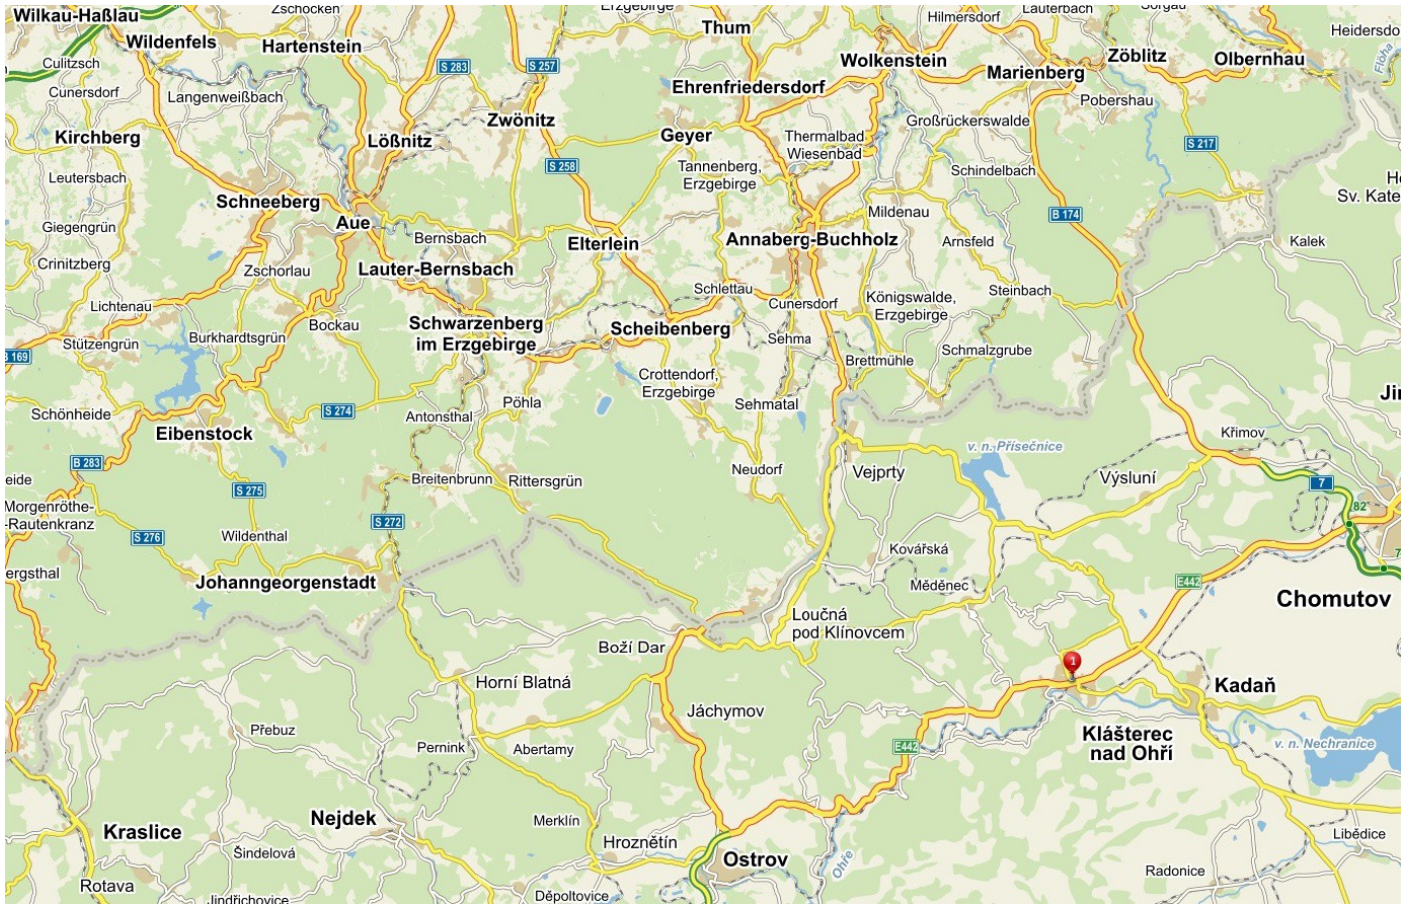 Wilkau-Haßlau
Zschocken
Erzgebirge
Thum
Hilmersdorf
Lauterbach
Sorgau
Heidersdo
Wildenfels
Hartenstein
Culitzsch
S 283
S 257
Wolkenstein
Marienberg
Zöblitz
Olbernhau
Flöha
Cunersdorf
Langenweißbach
Ehrenfriedersdorf
Pobershau
Kirchberg
Lößnitz
Zwönitz
Geyer
Thermalbad
Wiesenbad
Großrückerswalde
S 217
Leutersbach
S 258
Tannenberg,
Erzgebirge
Schindelbach
Sv. Kate
Schneeberg
Aue
Mildenau
B 174
Giegengrün
Bernsbach
Elterlein
Annaberg-Buchholz
Arnsfeld
Kalek
Crinitzberg
Zschorlau
Lauter-Bernsbach
Schlettau
Cunersdorf
Königswalde,
Erzgebirge
Steinbach
Lichtenau
Bockau
Schwarzenberg
im Erzgebirge
Scheibenberg
Sehma
Stützengrün
Burkhardtsgrün
B 169
Brettmühle
Schmalzgrube
Crottendorf,
Erzgebirge
Schönheide
S 274
Antonsthal
Pöhla
Sehmatal
Jir
Eibenstock
v. n. Přísečnice
Křimov
B 283
Neudorf
Vejprty
Výsluní
7
eide
S 275
Breitenbrunn
Rittersgrün
82
Morgenröthe-
-Rautenkranz
S 276
Wildenthal
S 272
Kovářská
ergsthal
Johanngeorgenstadt
Měděnec
E442
Chomutov
Loučná
pod Klínovcem
Boží Dar
1
Horní Blatná
Kadaň
Jáchymov
Přebuz
Pernink
Abertamy
E442
Klášterec
nad Ohří
v. n. Nechranice
Kraslice
Nejdek
Merklín
Hroznětín
Ostrov
Ohře
Libědice
Šindelová
Radonice
Rotava
Jindřichovice
Děpoltovice